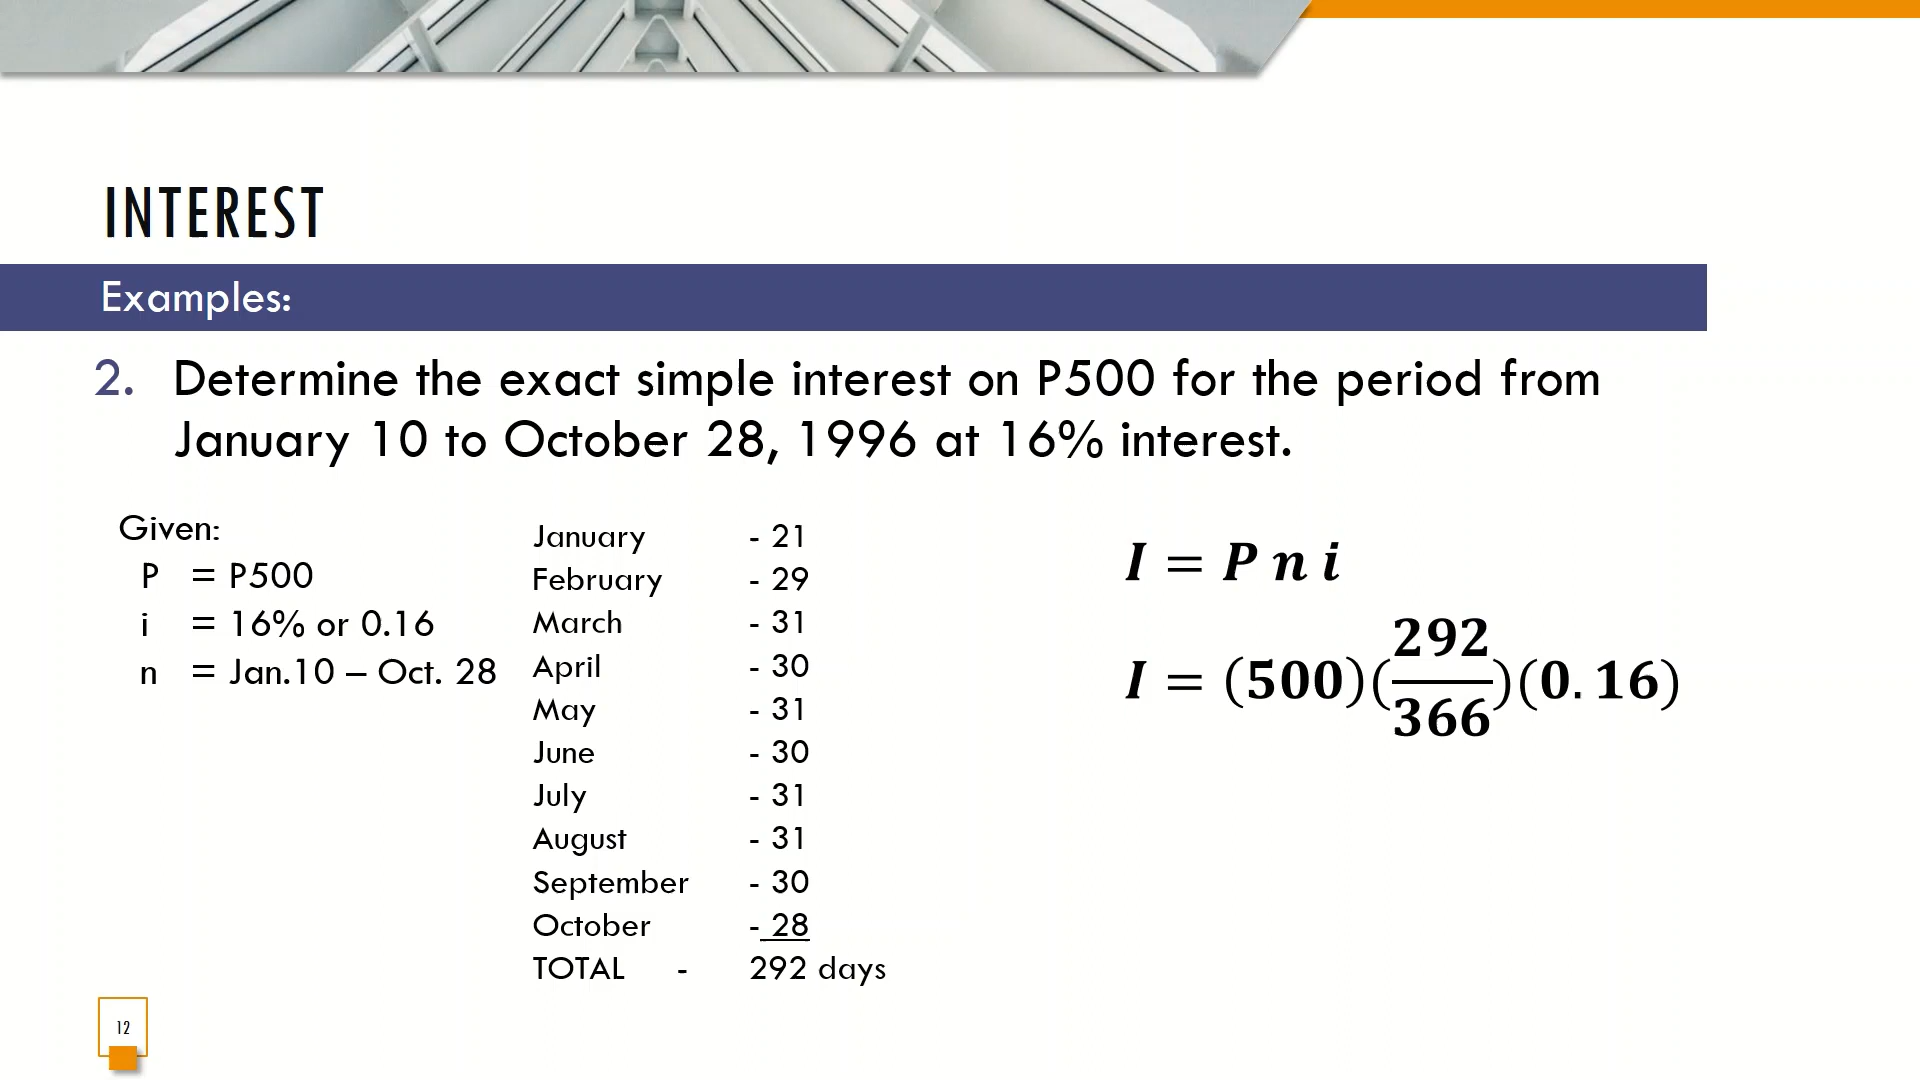 INTEREST
Examples:
2. Determine the exact simple interest on P500 for the period from
January 10 to October 28, 1996 at 16% interest.
Given:
P = P500
i = 16% or 0.16
n = Jan.10 – Oct. 28
January - 21
February - 29
March - 31
April - 30
May - 31
June - 30
July - 31
August - 31
September - 30
October - 28
TOTAL - 292 days
I = P n i
I = (500)(292/366)(0.16)
12